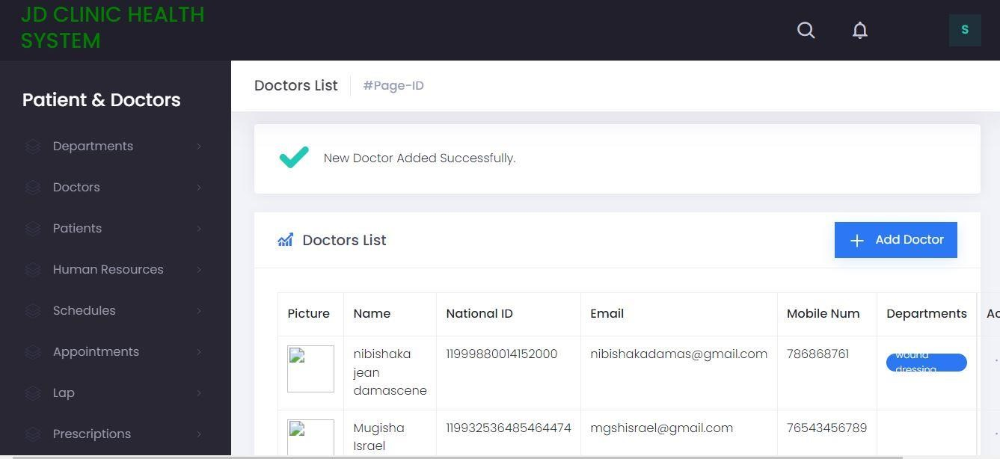 JD CLINIC HEALTH
SYSTEM
S
Patient & Doctors
Departments
Doctors
Patients
Human Resources
Schedules
Appointments
Lap
Prescriptions
Doctors List
#Page-ID
New Doctor Added Successfully.
Doctors List
Add Doctor
Picture Name National ID Email Mobile Num Departments
nibishaka 11999880014152000 nibishakadamas@gmail.com 786868761 wound
jean dressing
damascene
Mugisha 119932536485464474 mgshisrael@gmail.com 76543456789
Israel